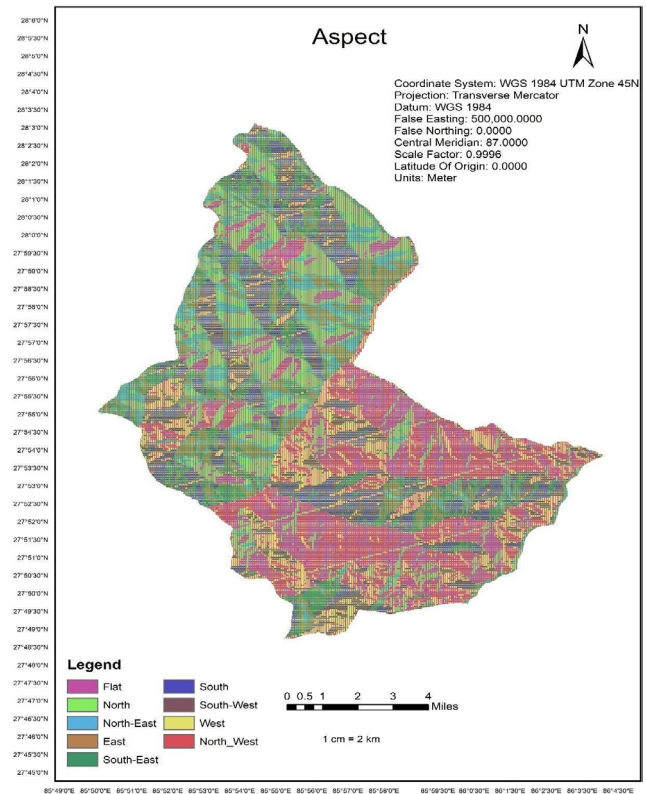 Aspect
N
Coordinate System: WGS 1984 UTM Zone 45N
Projection: Transverse Mercator
Datum: WGS 1984
False Easting: 500,000.0000
False Northing: 0.0000
Central Meridian: 87.0000
Scale Factor: 0.9996
Latitude Of Origin: 0.0000
Units: Meter
28°6'0"N
28°5'30"N
28°5'0"N
28°4'30"N
28°4'0"N
28°3'30"N
28°3'0"N
28°2'30"N
28°2'0"N
28°1'30"N
28°1'0"N
28°0'30"N
28°0'0"N
27°59'30"N
27°58'30"N
27°58'0"N
27°57'30"N
27°57'0"N
27°56'30"N
27°56'0"N
27°55'30"N
27°55'0"N
27°54'30"N
27°54'0"N
27°53'30"N
27°53'0"N
27°52'30"N
27°52'0"N
27°51'30"N
27°51'0"N
27°50'30"N
27°50'0"N
27°49'30"N
27°49'0"N
27°48'30"N
27°47'30"N
27°47'0"N
27°46'30"N
27°46'0"N
27°45'30"N
27°45'0"N
Legend
Flat
North
North-East
East
South-East
South
South-West
West
North_West
0 0.5 1 2 3 4
Miles
1 cm = 2 km
85°49'0"E 85°50'0"E 85°51'0"E 85°52'0"E 85°53'0"E 85°54'0"E 85°55'0"E 85°56'0"E 85°57'0"E 85°58'0"E 85°59'30"E 86°0'30"E 86°1'30"E 86°2'30"E 86°3'30"E 86°4'30"E